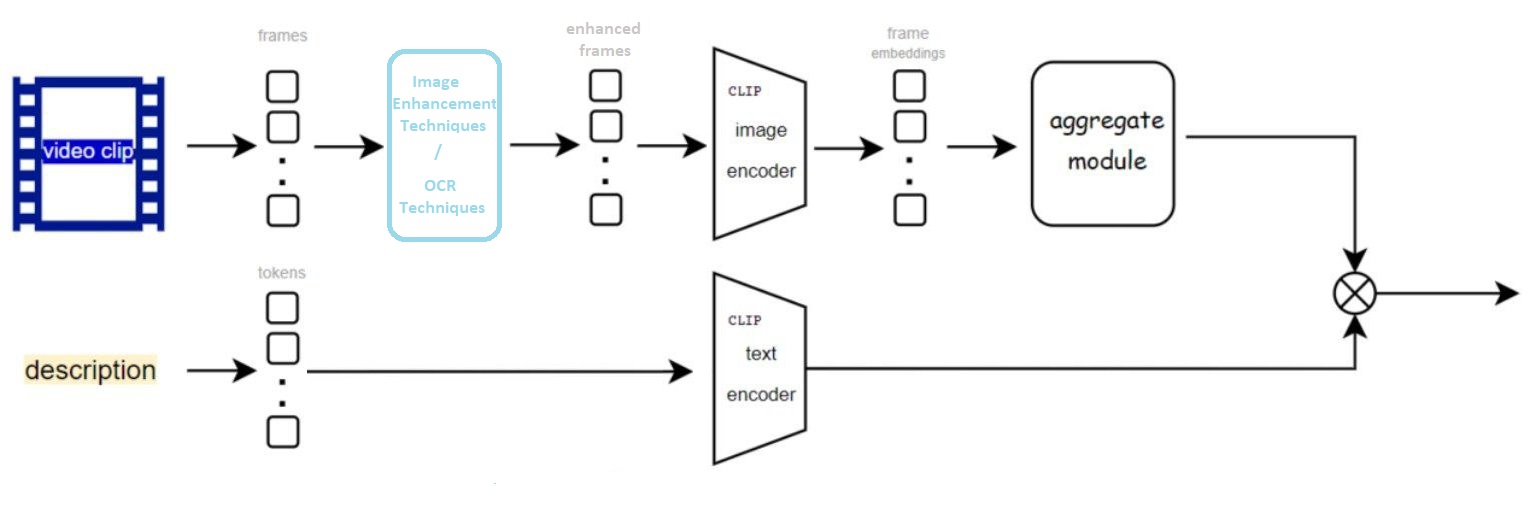 frames
enhanced
frames
frame
embeddings
video clip
Image
Enhancement
Techniques
/
OCR
Techniques
CLIP
image
encoder
aggregate
module
tokens
description
CLIP
text
encoder